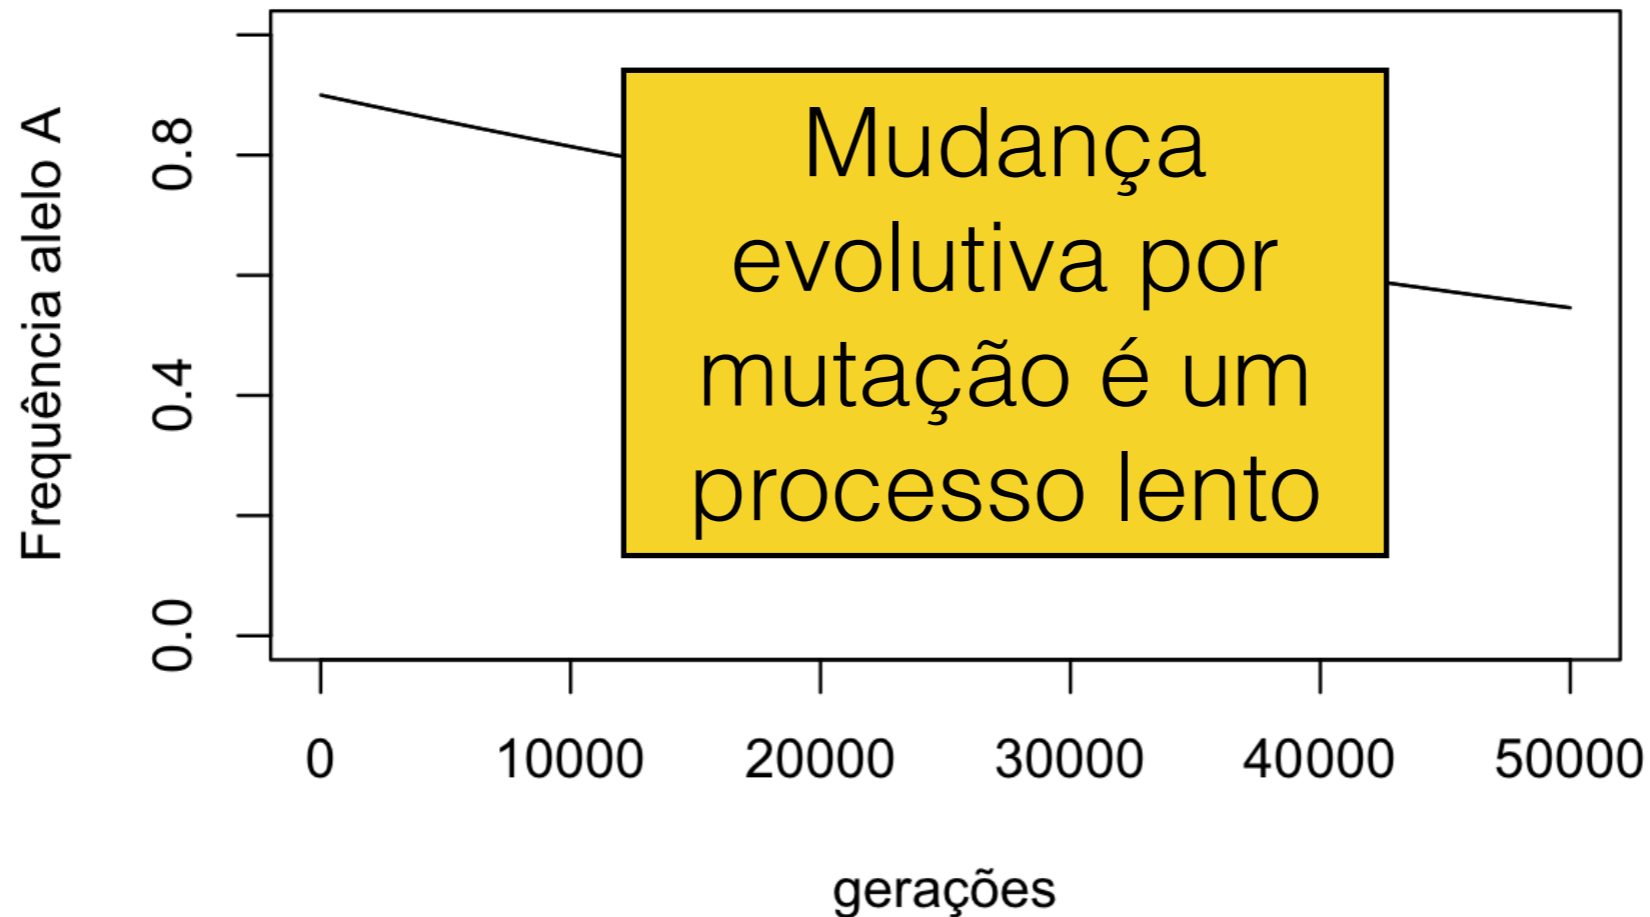 Frequência alelo A
0.8
0.4
0.0
Mudança
evolutiva por
mutação é um
processo lento
0 10000 20000 30000 40000 50000
gerações